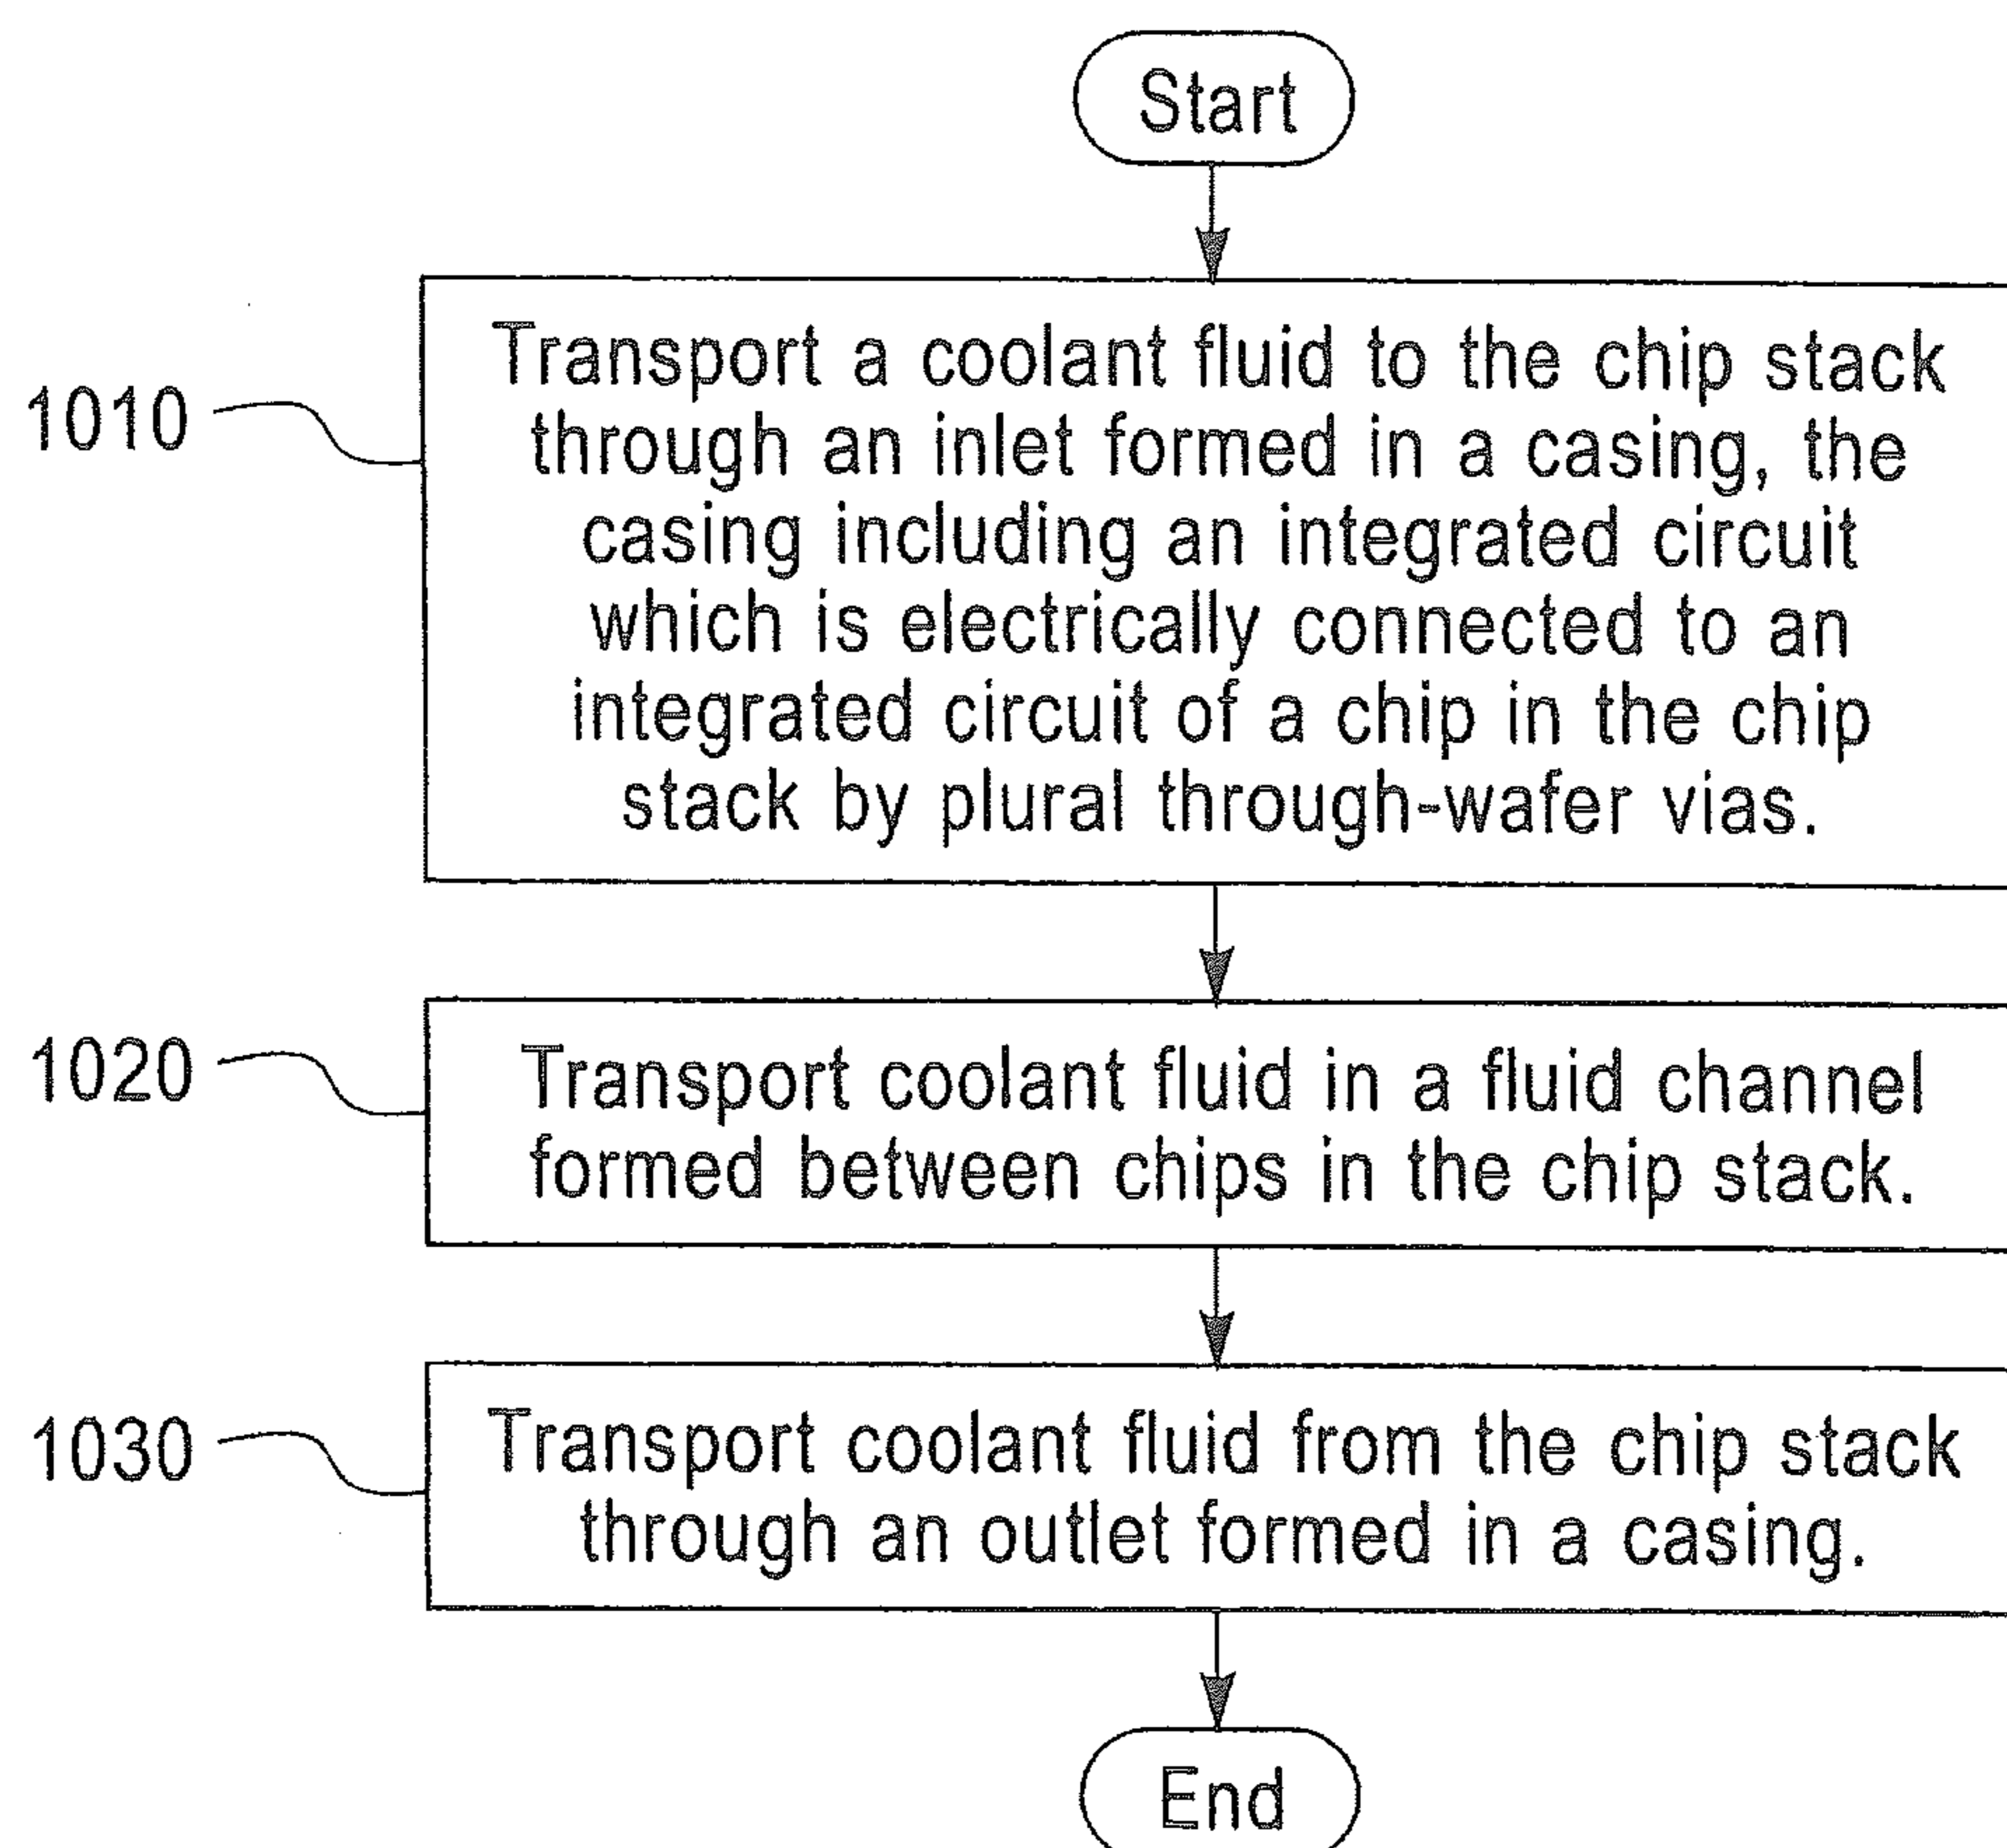 Start
1010
Transport a coolant fluid to the chip stack
through an inlet formed in a casing, the
casing including an integrated circuit
which is electrically connected to an
integrated circuit of a chip in the chip
stack by plural through-wafer vias.
1020
Transport coolant fluid in a fluid channel
formed between chips in the chip stack.
1030
Transport coolant fluid from the chip stack
through an outlet formed in a casing.
End